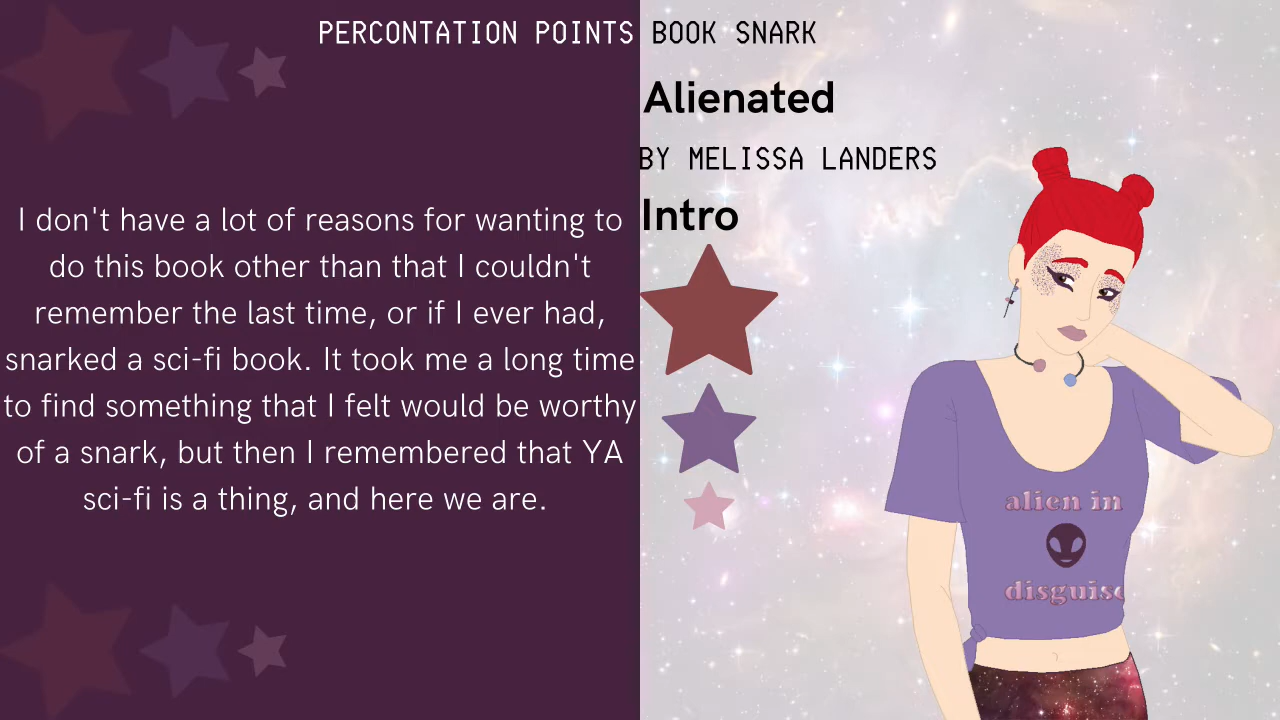 PERCONTATION POINTS BOOK SNARK
Alienated
BY MELISSA LANDERS
Intro
I don't have a lot of reasons for wanting to
do this book other than that I couldn't
remember the last time, or if I ever had,
snarked a sci-fi book. It took me a long time
to find something that I felt would be worthy
of a snark, but then I remembered that YA
sci-fi is a thing, and here we are.
alien in
disguise